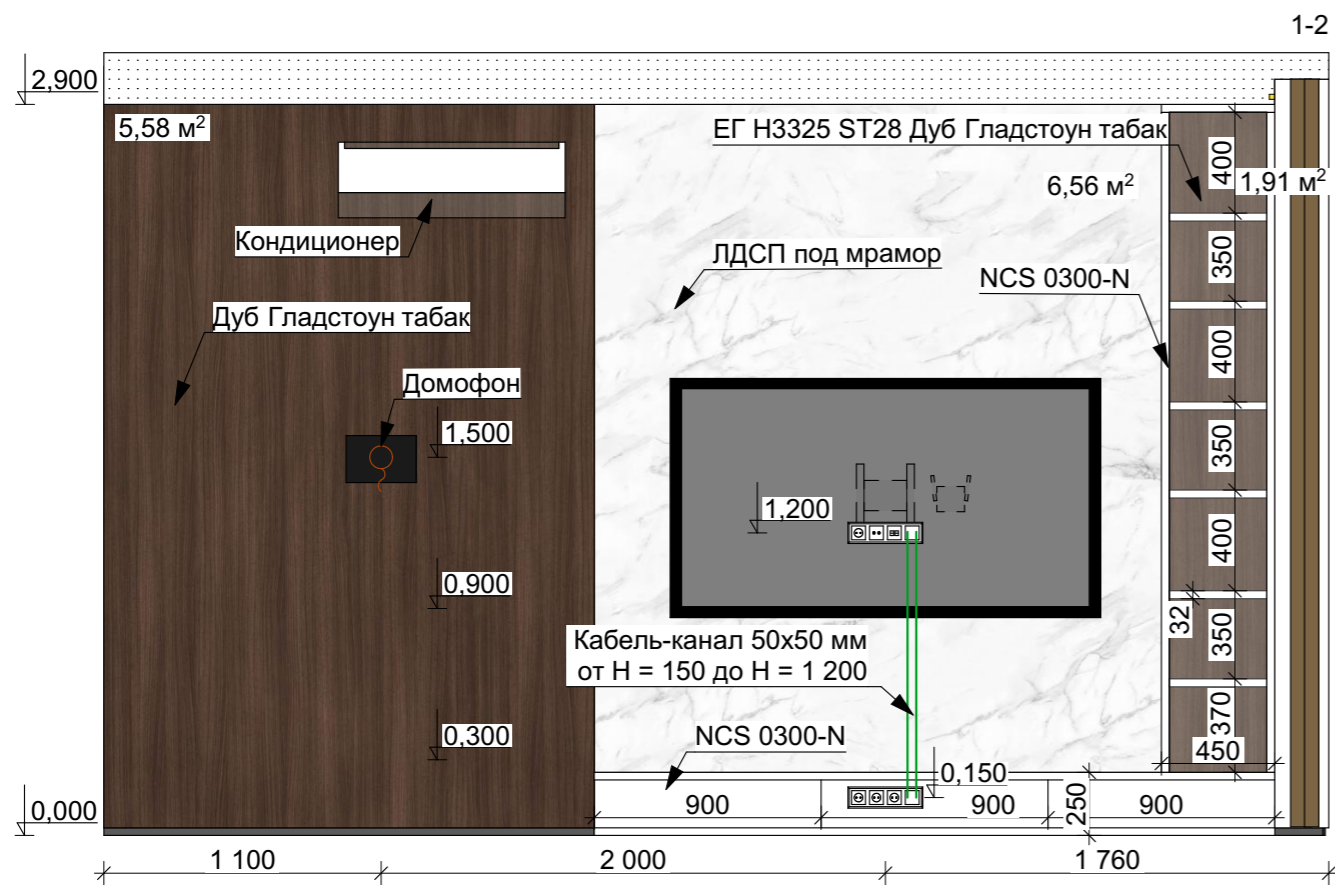 1-2
2,900
5,58 м²
ЕГ H3325 ST28 Дуб Гладстоун табак
400
1,91 м²
6,56 м²
Кондиционер
350
ЛДСП под мрамор
NCS 0300-N
Дуб Гладстоун табак
400
Домофон
1,500
350
1,200
400
0,900
32
350
Кабель-канал 50х50 мм
от Н = 150 до Н = 1 200
370
0,300
NCS 0300-N
450
0,150
0,000
900
900
250
900
1 100
2 000
1 760